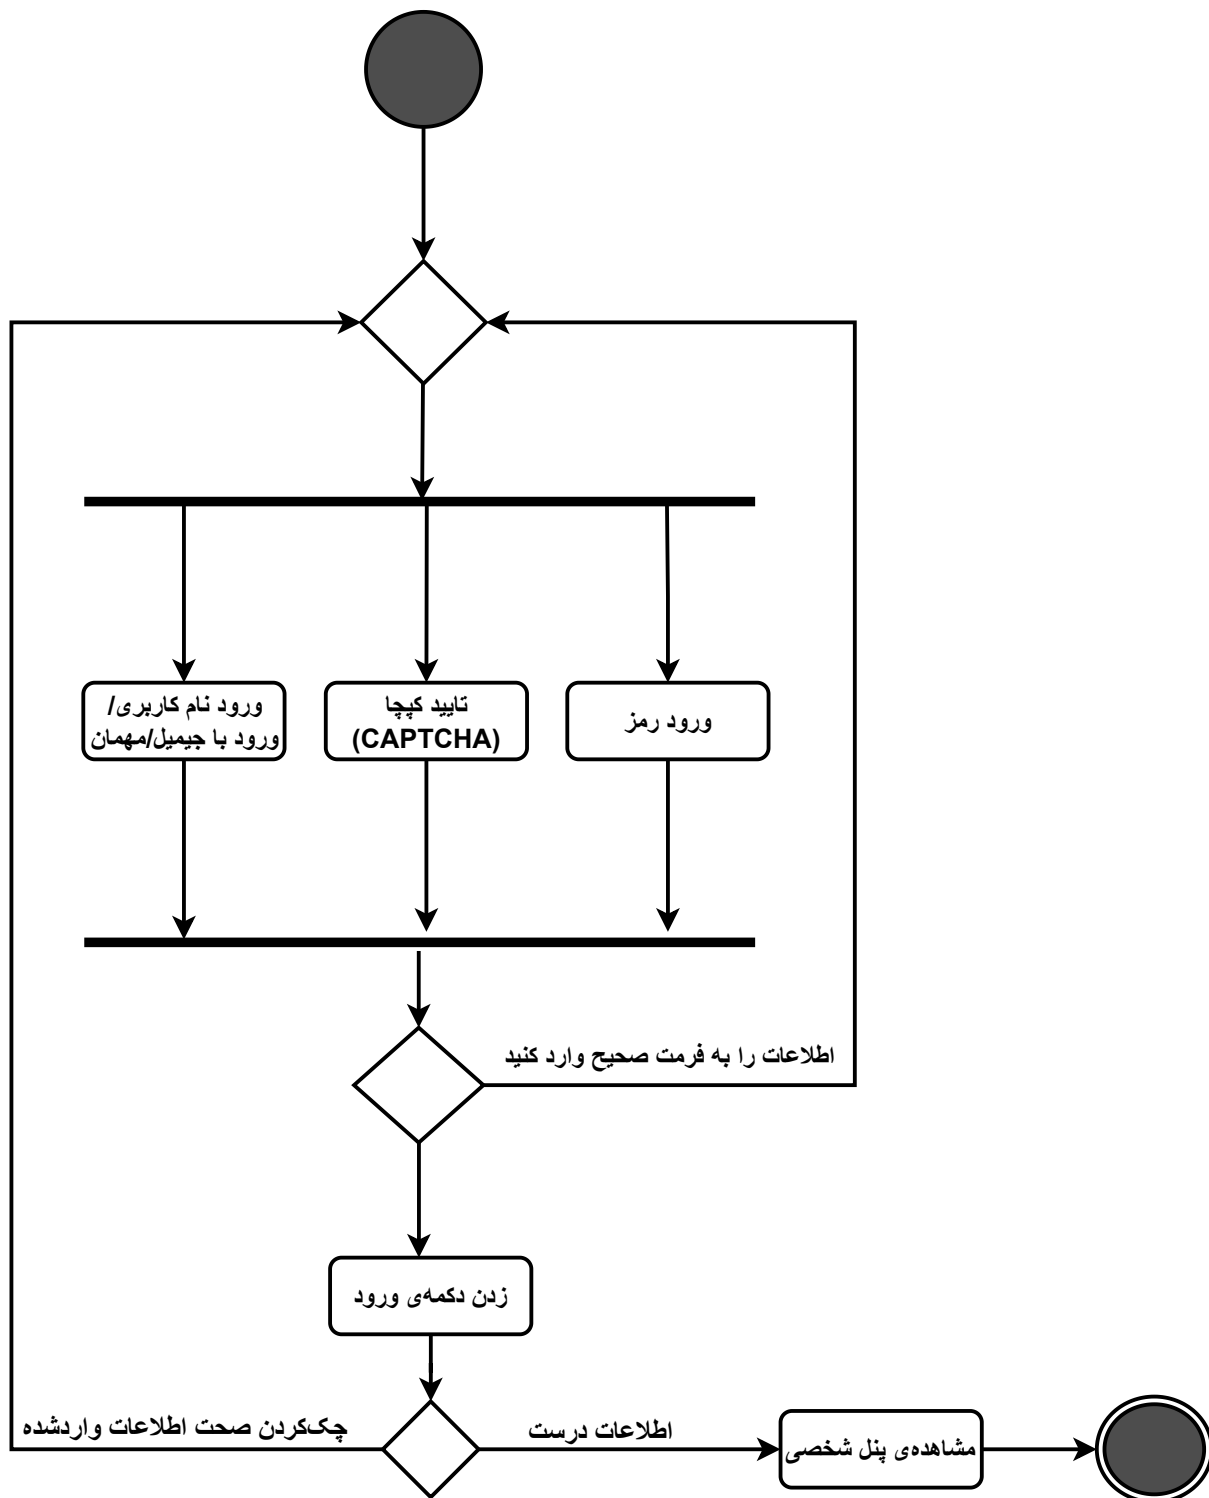 ورود نام کاربری/
ورود با جیمیل/مهمان
تایید کپچا
(CAPTCHA)
ورود رمز
اطلاعات را به فرمت صحیح وارد کنید
زدن دکمه‌ی ورود
چک‌کردن صحت اطلاعات واردشده
اطلاعات درست
مشاهده‌ی پنل شخصی